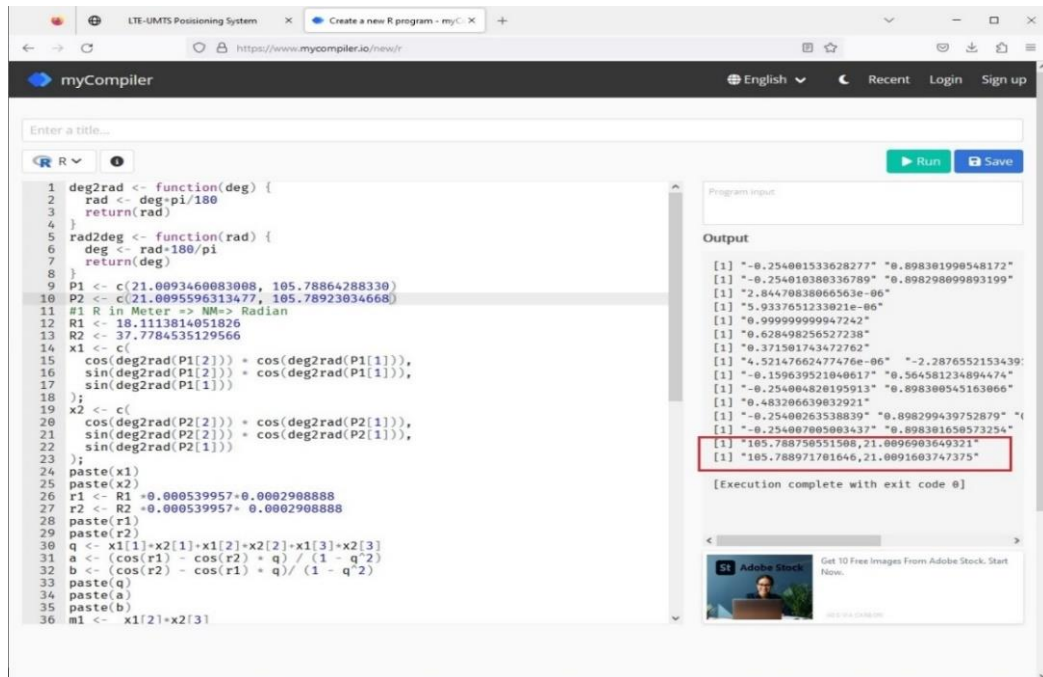 LTE-UMTS Posisioning System ×
Create a new R program - myC ×
+
https://www.mycompiler.io/new/r
myCompiler
English
Recent
Login
Sign up
Enter a title...
R
Run
Save
1 deg2rad <- function(deg) {
2 rad <- deg*pi/180
3 return(rad)
4 }
5 rad2deg <- function(rad) {
6 deg <- rad*180/pi
7 return(deg)
8 }
9 P1 <- c(21.0093460083008, 105.78864288330)
10 P2 <- c(21.0095596313477, 105.78923034668)
11 #1 R in Meter => NM=> Radian
12 R1 <- 18.1113814051826
13 R2 <- 37.7784535129566
14 x1 <- c(
15 cos(deg2rad(P1[2])) * cos(deg2rad(P1[1])),
16 sin(deg2rad(P1[2])) * cos(deg2rad(P1[1])),
17 sin(deg2rad(P1[1]))
18 );
19 x2 <- c(
20 cos(deg2rad(P2[2])) * cos(deg2rad(P2[1])),
21 sin(deg2rad(P2[2])) * cos(deg2rad(P2[1])),
22 sin(deg2rad(P2[1]))
23 );
24 paste(x1)
25 paste(x2)
26 r1 <- R1 *0.000539957*0.0002908888
27 r2 <- R2 *0.000539957* 0.0002908888
28 paste(r1)
29 paste(r2)
30 q <- x1[1]*x2[1]+x1[2]*x2[2]+x1[3]*x2[3]
31 a <- (cos(r1) - cos(r2) * q) / (1 - q^2)
32 b <- (cos(r2) - cos(r1) * q)/ (1 - q^2)
33 paste(q)
34 paste(a)
35 paste(b)
36 m1 <- x1[2]*x2[3]
Program input
Output
[1] "-0.254001533628277" "0.898301990548172"
[1] "-0.254010380336789" "0.898298099893199"
[1] "2.84470838066563e-06"
[1] "5.9337651233021e-06"
[1] "0.999999999947242"
[1] "0.628498256527238"
[1] "0.371501743472762"
[1] "4.52147662477476e-06" "-2.2876552153439
[1] "-0.159639521040617" "0.564581234894474"
[1] "-0.254004820195913" "0.898300545163066"
[1] "0.483206639032921"
[1] "-0.25400263538839" "0.898299439752879" "
[1] "-0.254007005003437" "0.898301650573254"
[1] "105.788750551508,21.0096903649321"
[1] "105.788971701646,21.0091603747375"
[Execution complete with exit code 0]
St Adobe Stock
Get 10 Free Images From Adobe Stock. Start Now.